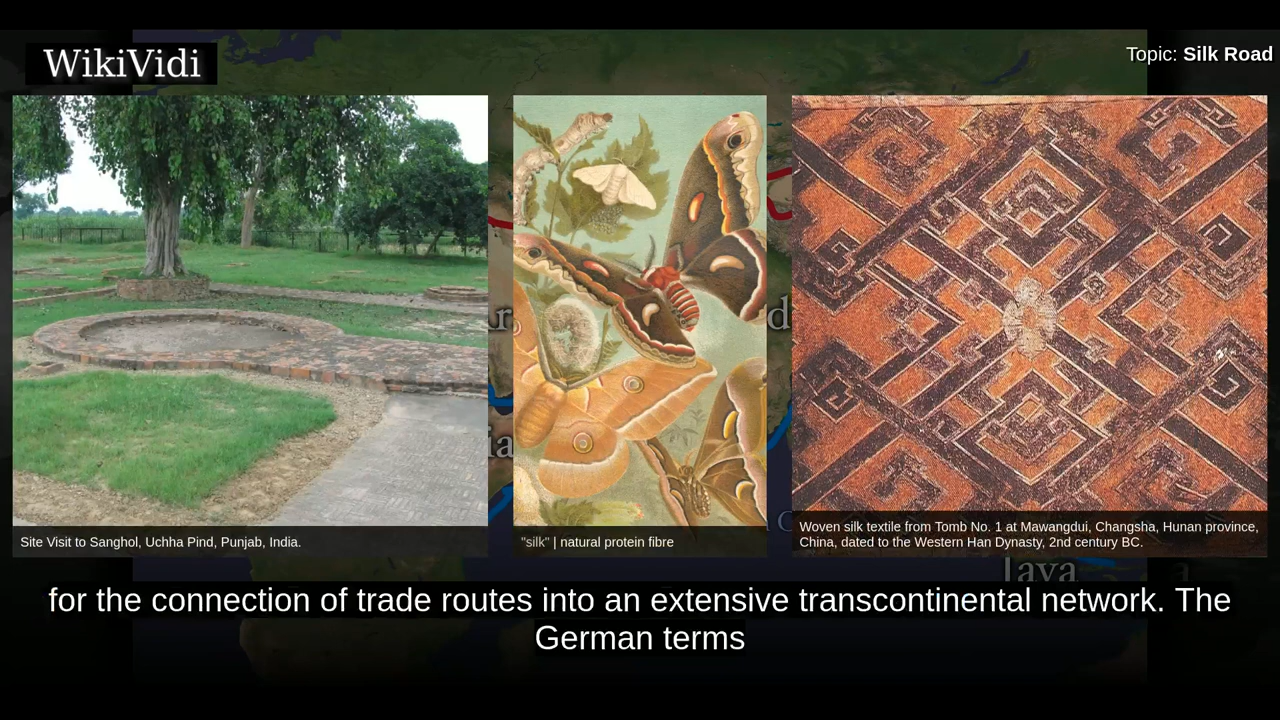 WikiVidi
Topic: Silk Road
Site Visit to Sanghol, Uchha Pind, Punjab, India.
"silk" | natural protein fibre
Woven silk textile from Tomb No. 1 at Mawangdui, Changsha, Hunan province,
China, dated to the Western Han Dynasty, 2nd century BC.
Java
for the connection of trade routes into an extensive transcontinental network. The
German terms